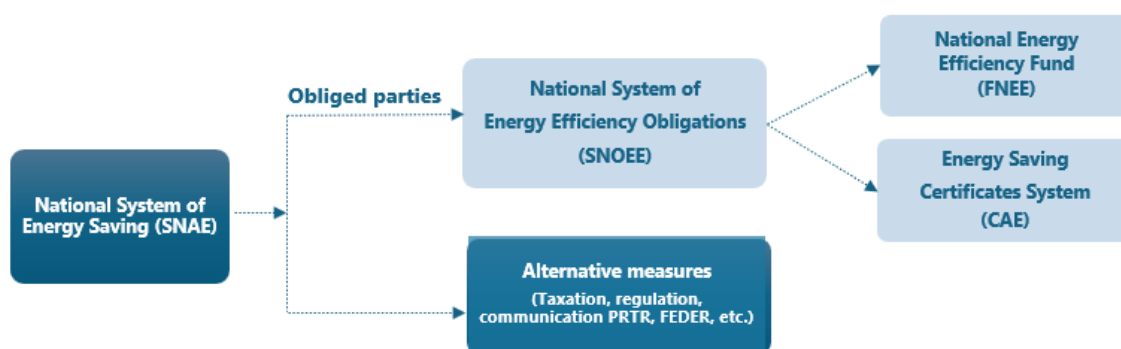 National System of
Energy Saving (SNAE)
Obliged parties
National System of
Energy Efficiency Obligations
(SNOEE)
Alternative measures
(Taxation, regulation,
communication PRTR, FEDER, etc.)
National Energy
Efficiency Fund
(FNEE)
Energy Saving
Certificates System
(CAE)